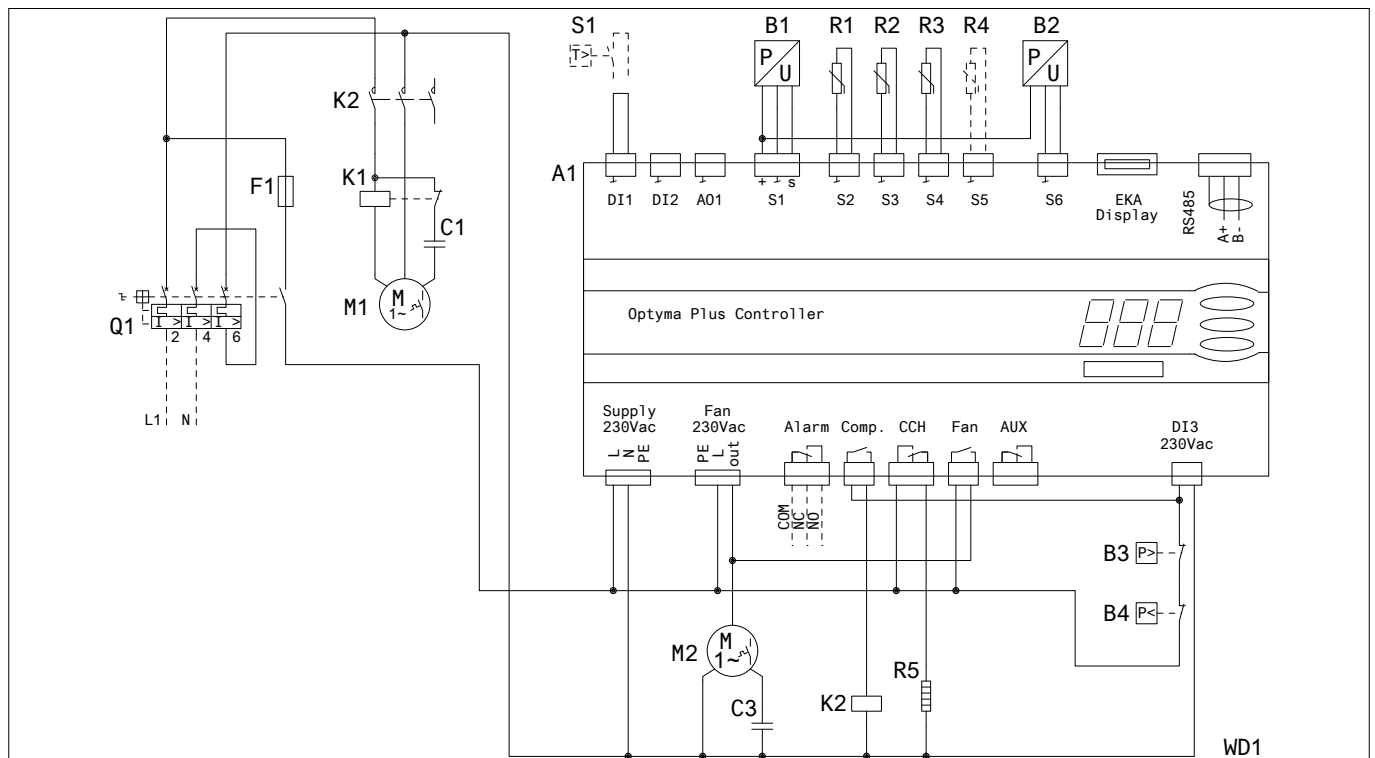 S1 B1 R1 R2 R3 R4 B2
T>
P
U
P
U
K2
K1
F1
C1
M1
M
1~
Q1
I > I > I >
2 4 6
L1 N
A1
+ s
DI1 DI2 AO1 S1 S2 S3 S4 S5 S6
EKA
Display
RS485
A+
B-
Optyma Plus Controller
Supply
230Vac
L
N
PE
Fan
230Vac
PE
L
out
Alarm Comp. CCH Fan AUX
DI3
230Vac
COM
NC
NO
B3 P>
B4 P<
M2
M
1~
C3
K2
R5
WD1